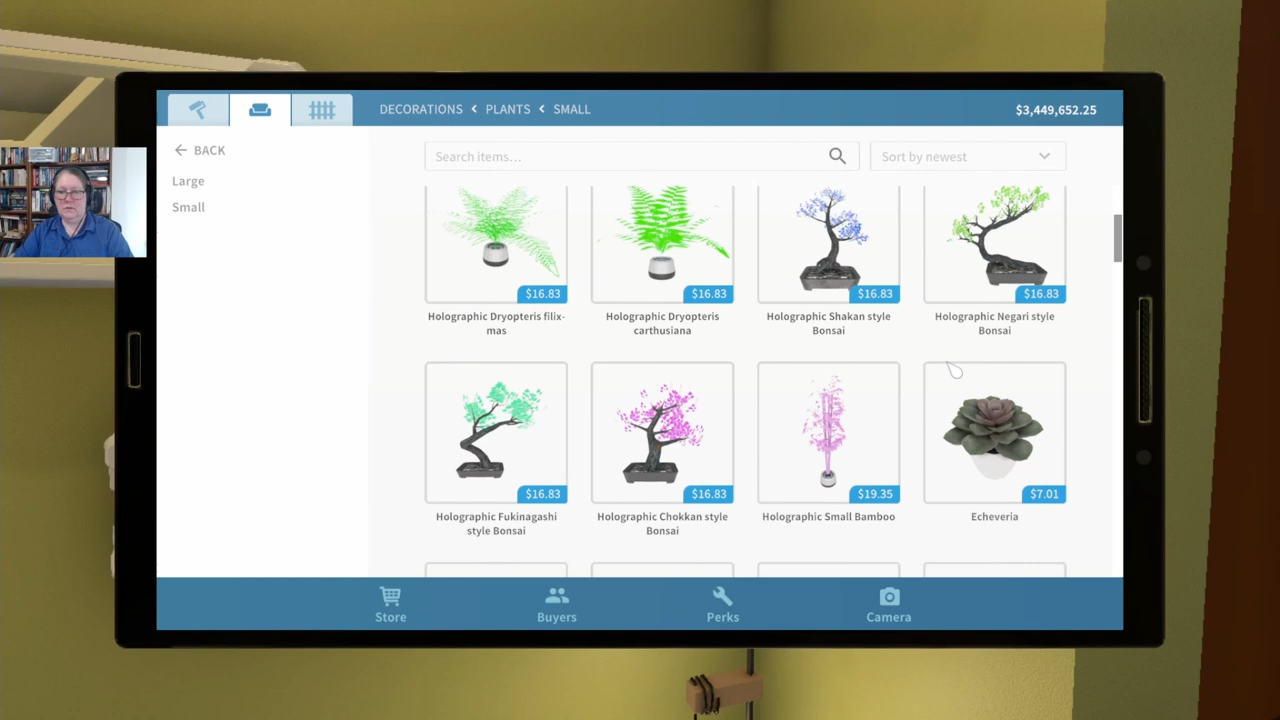 DECORATIONS < PLANTS < SMALL
$3,449,652.25
BACK
Large
Small
Search items...
Sort by newest
$16.83
$16.83
$16.83
$16.83
Holographic Dryopteris filix-
mas
Holographic Dryopteris
carthusiana
Holographic Shakan style
Bonsai
Holographic Negari style
Bonsai
$16.83
$16.83
$19.35
$7.01
Holographic Fukinagashi
style Bonsai
Holographic Chokkan style
Bonsai
Holographic Small Bamboo
Echeveria
Store
Buyers
Perks
Camera